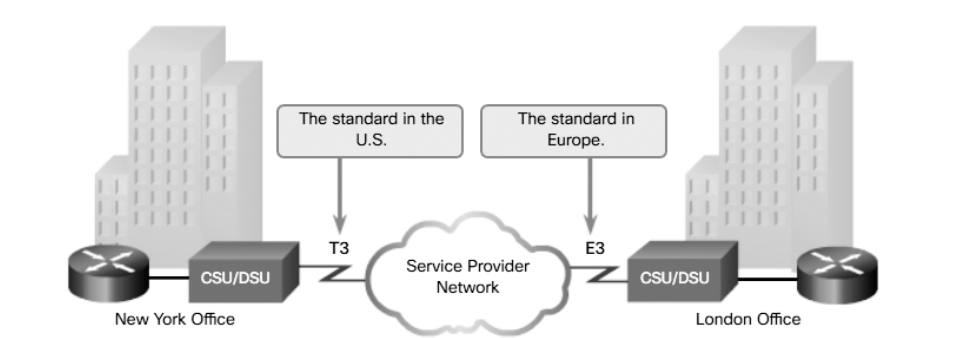 The standard in the
U.S.
The standard in
Europe.
T3
E3
Service Provider
Network
CSU/DSU
CSU/DSU
New York Office
London Office